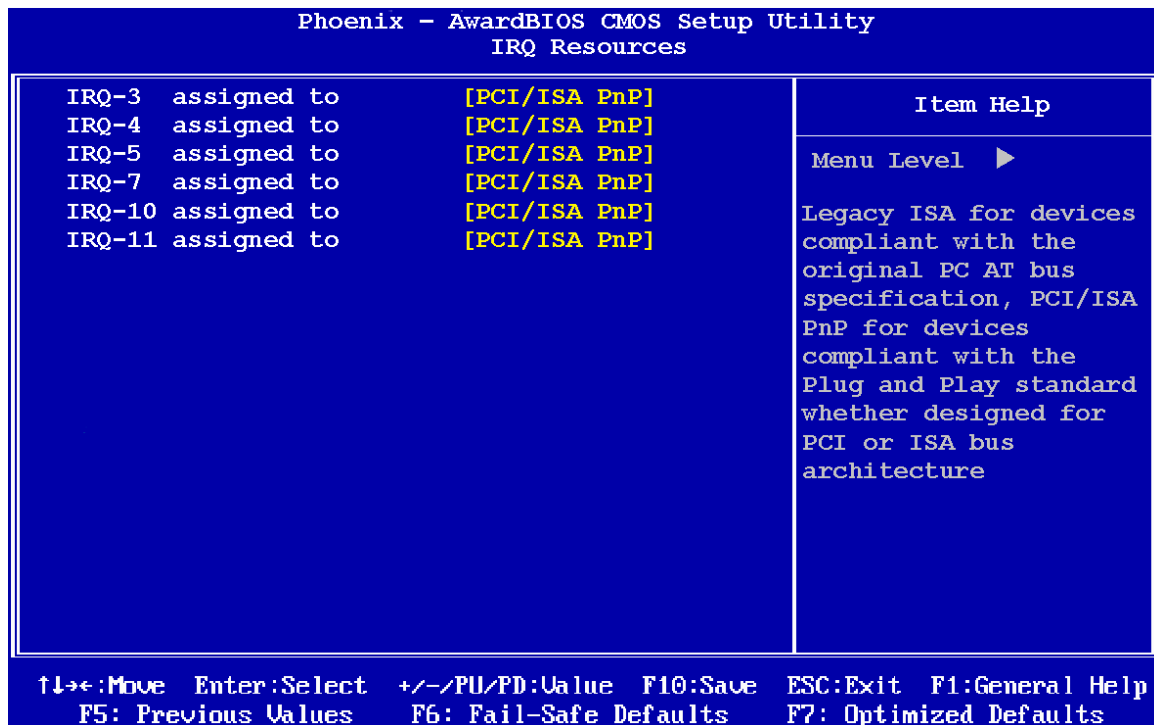 Phoenix – AwardBIOS CMOS Setup Utility
IRQ Resources
IRQ-3 assigned to [PCI/ISA PnP]
IRQ-4 assigned to [PCI/ISA PnP]
IRQ-5 assigned to [PCI/ISA PnP]
IRQ-7 assigned to [PCI/ISA PnP]
IRQ-10 assigned to [PCI/ISA PnP]
IRQ-11 assigned to [PCI/ISA PnP]
Item Help
Menu Level ▶
Legacy ISA for devices
compliant with the
original PC AT bus
specification, PCI/ISA
PnP for devices
compliant with the
Plug and Play standard
whether designed for
PCI or ISA bus
architecture
↑↓→←:Move Enter:Select +/-/PU/PD:Value F10:Save ESC:Exit F1:General Help
F5: Previous Values F6: Fail-Safe Defaults F7: Optimized Defaults